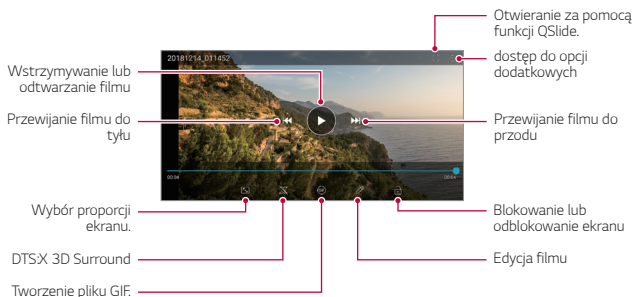 Otwieranie za pomocą
funkcji QSlide.
20181214_011452
dostęp do opcji
dodatkowych
Wstrzymywanie lub
odtwarzanie filmu
Przewijanie filmu do
tyłu
Przewijanie filmu do
przodu
00:04
Wybór proporcji
ekranu.
Blokowanie lub
odblokowanie ekranu
DTS:X 3D Surround
Edycja filmu
Tworzenie pliku GIF.